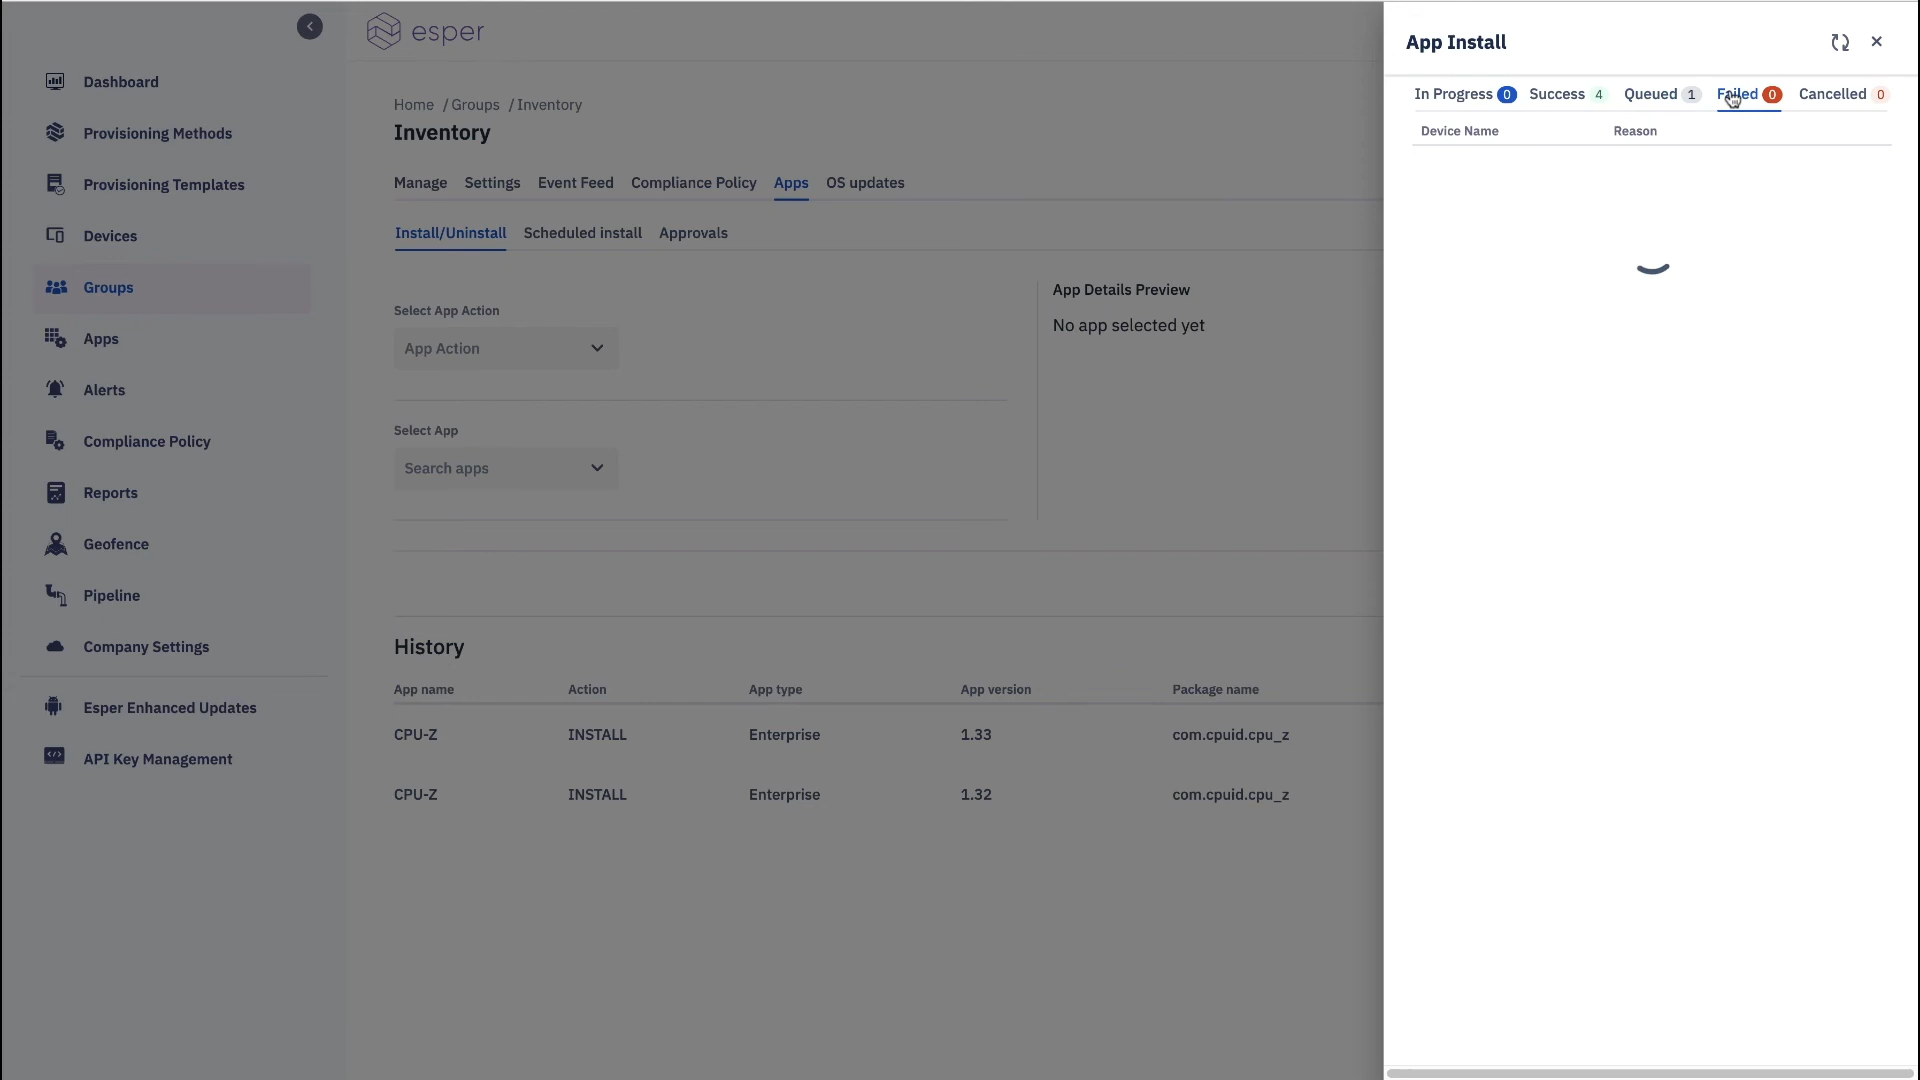 esper
App Install
Dashboard
Provisioning Methods
Provisioning Templates
Devices
Groups
Apps
Alerts
Compliance Policy
Reports
Geofence
Pipeline
Company Settings
Esper Enhanced Updates
API Key Management
Home / Groups / Inventory
Inventory
Manage Settings Event Feed Compliance Policy Apps OS updates
Install/Uninstall Scheduled install Approvals
Select App Action
App Action
Select App
Search apps
App Details Preview
No app selected yet
History
App name Action App type App version Package name
CPU-Z INSTALL Enterprise 1.33 com.cpuid.cpu_z
CPU-Z INSTALL Enterprise 1.32 com.cpuid.cpu_z
In Progress 0 Success 4 Queued 1 Failed 0 Cancelled 0
Device Name Reason